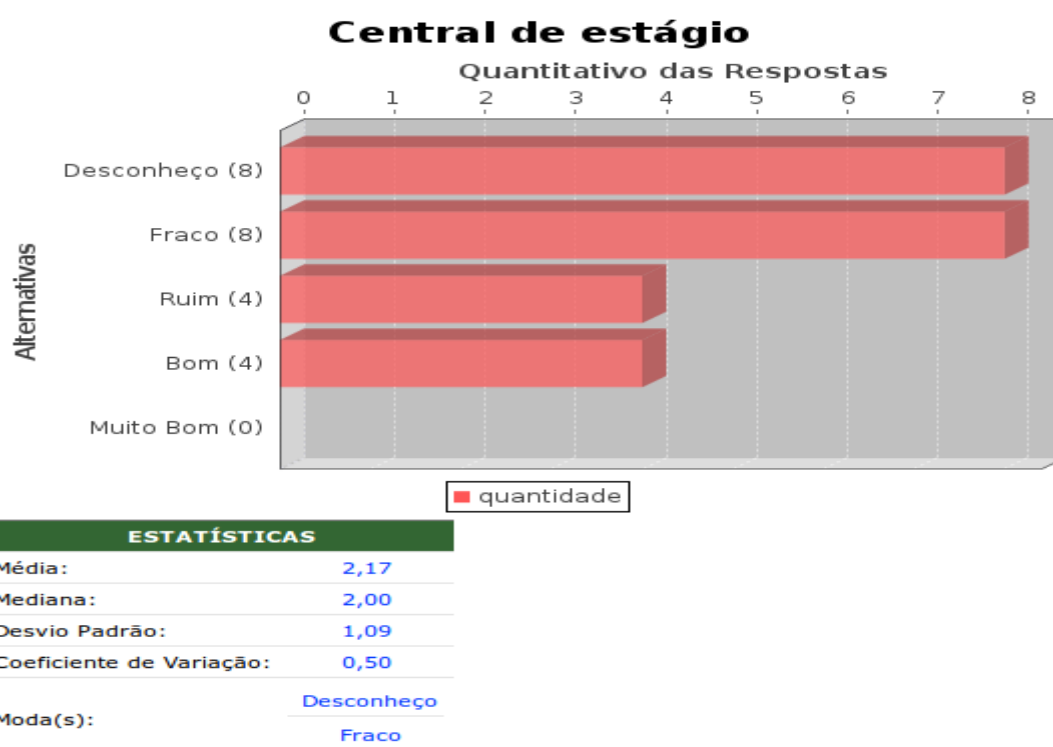 Central de estágio
Quantitativo das Respostas
0 1 2 3 4 5 6 7 8
Alternativas
Desconheço (8)
Fraco (8)
Ruim (4)
Bom (4)
Muito Bom (0)
quantidade
ESTATÍSTICAS
Média: 2,17
Mediana: 2,00
Desvio Padrão: 1,09
Coeficiente de Variação: 0,50
Moda(s):
Desconheço
Fraco